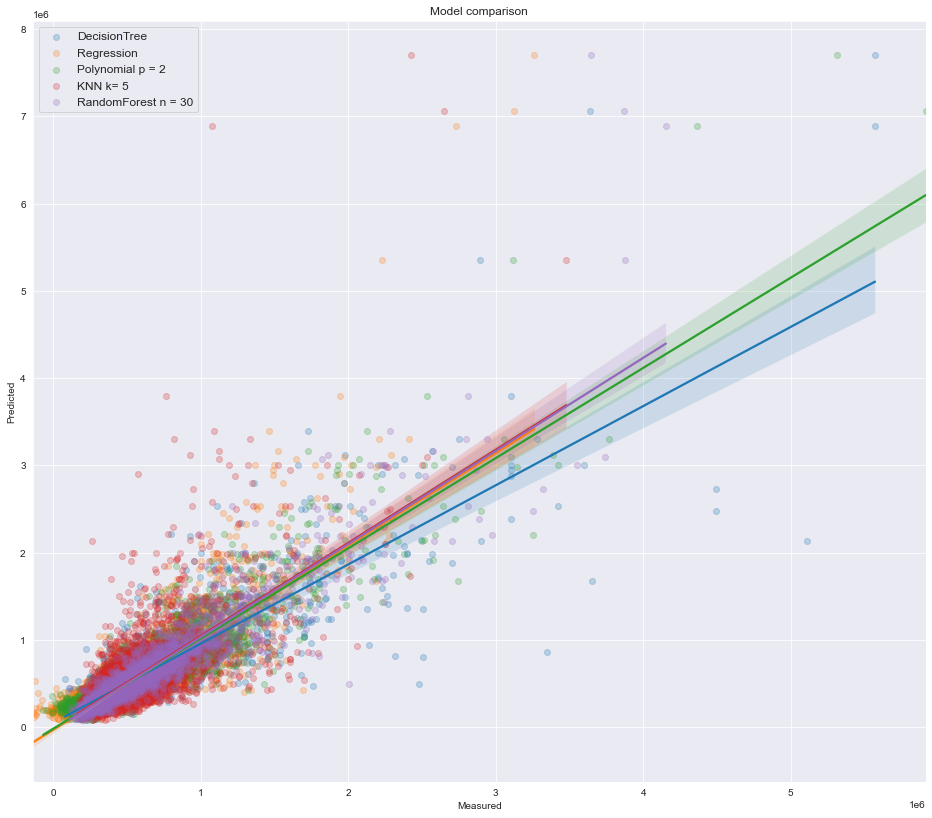 Model comparison
1e6
8
7
6
5
4
3
2
1
0
Predicted
DecisionTree
Regression
Polynomial p = 2
KNN k= 5
RandomForest n = 30
0 1 2 3 4 5
Measured
1e6